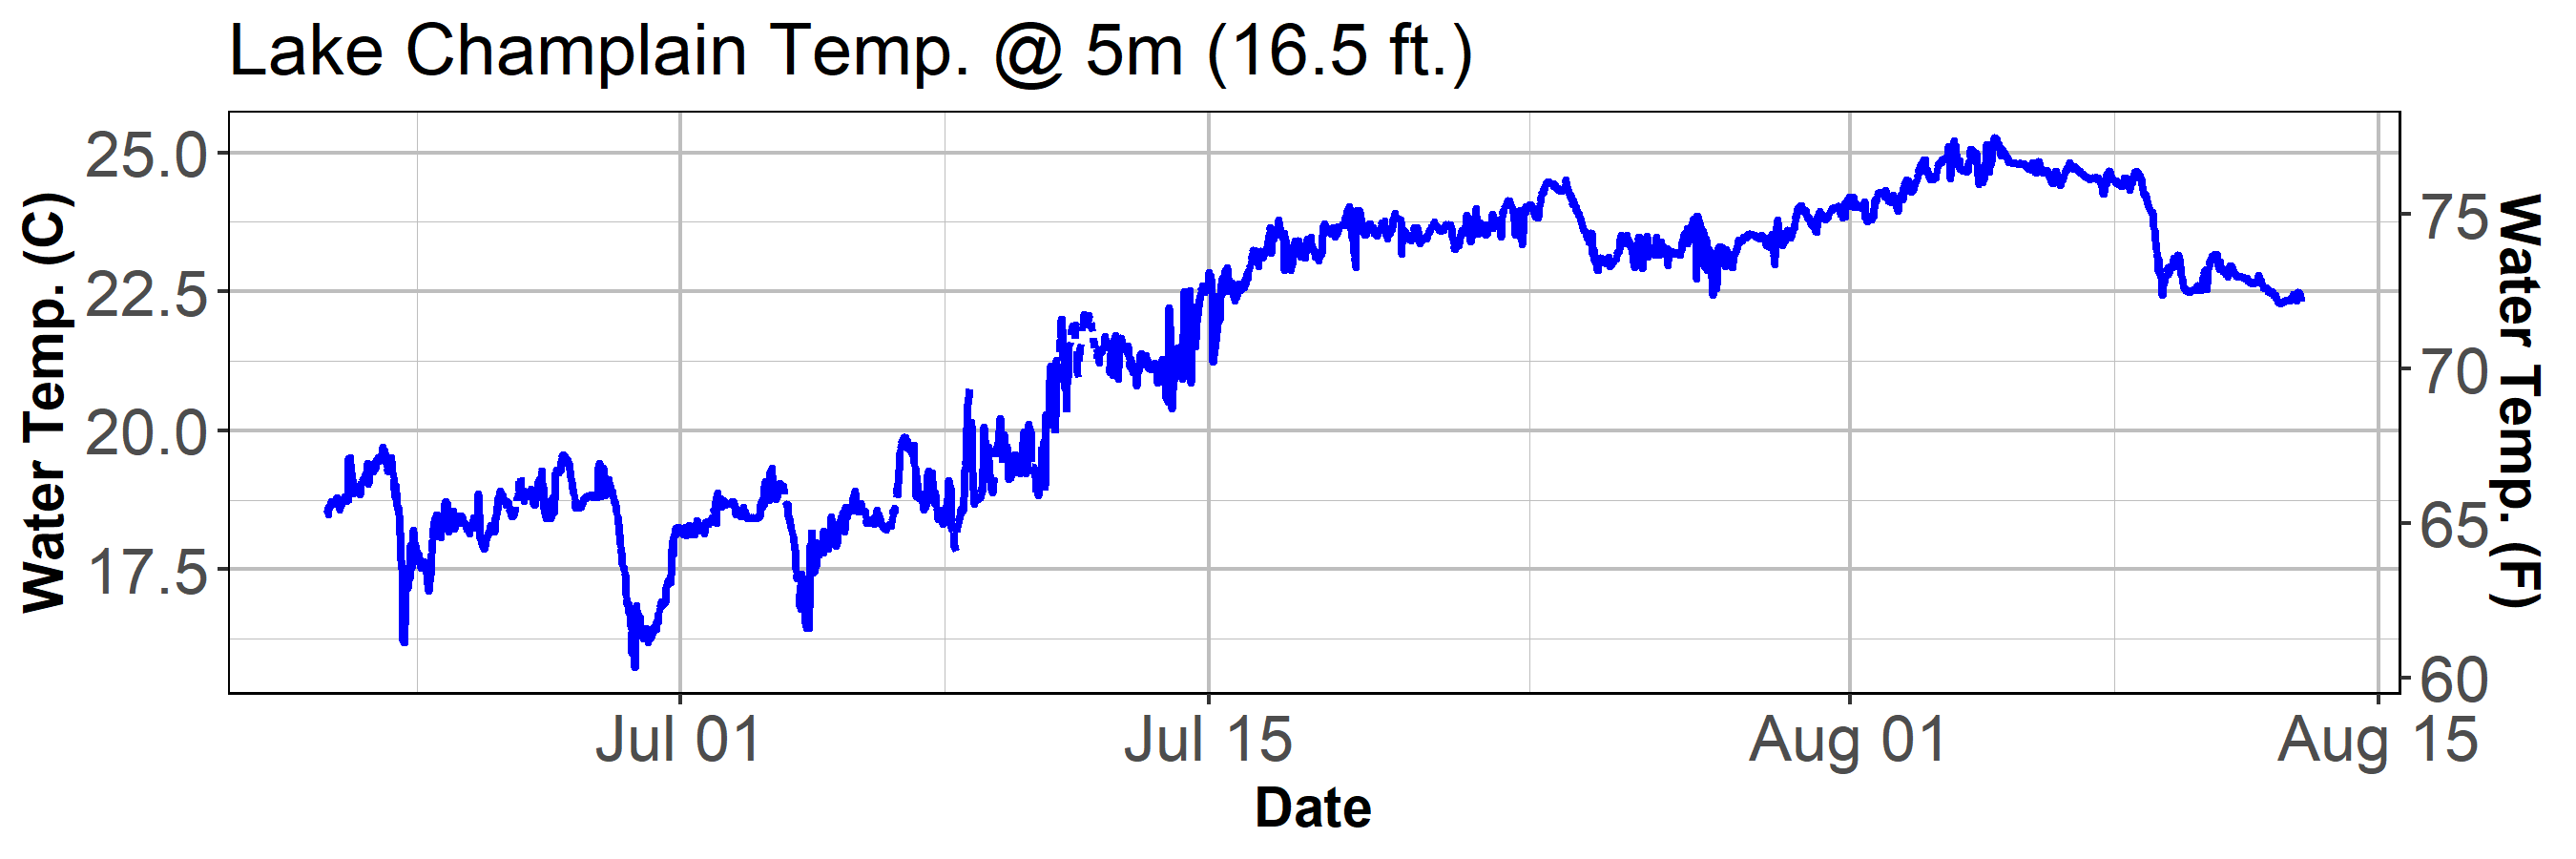 Lake Champlain Temp. @ 5m (16.5 ft.)
Water Temp. (C)
25.0
22.5
20.0
17.5
75
70
65
60
Water Temp. (F)
Jul 01
Jul 15
Aug 01
Aug 15
Date